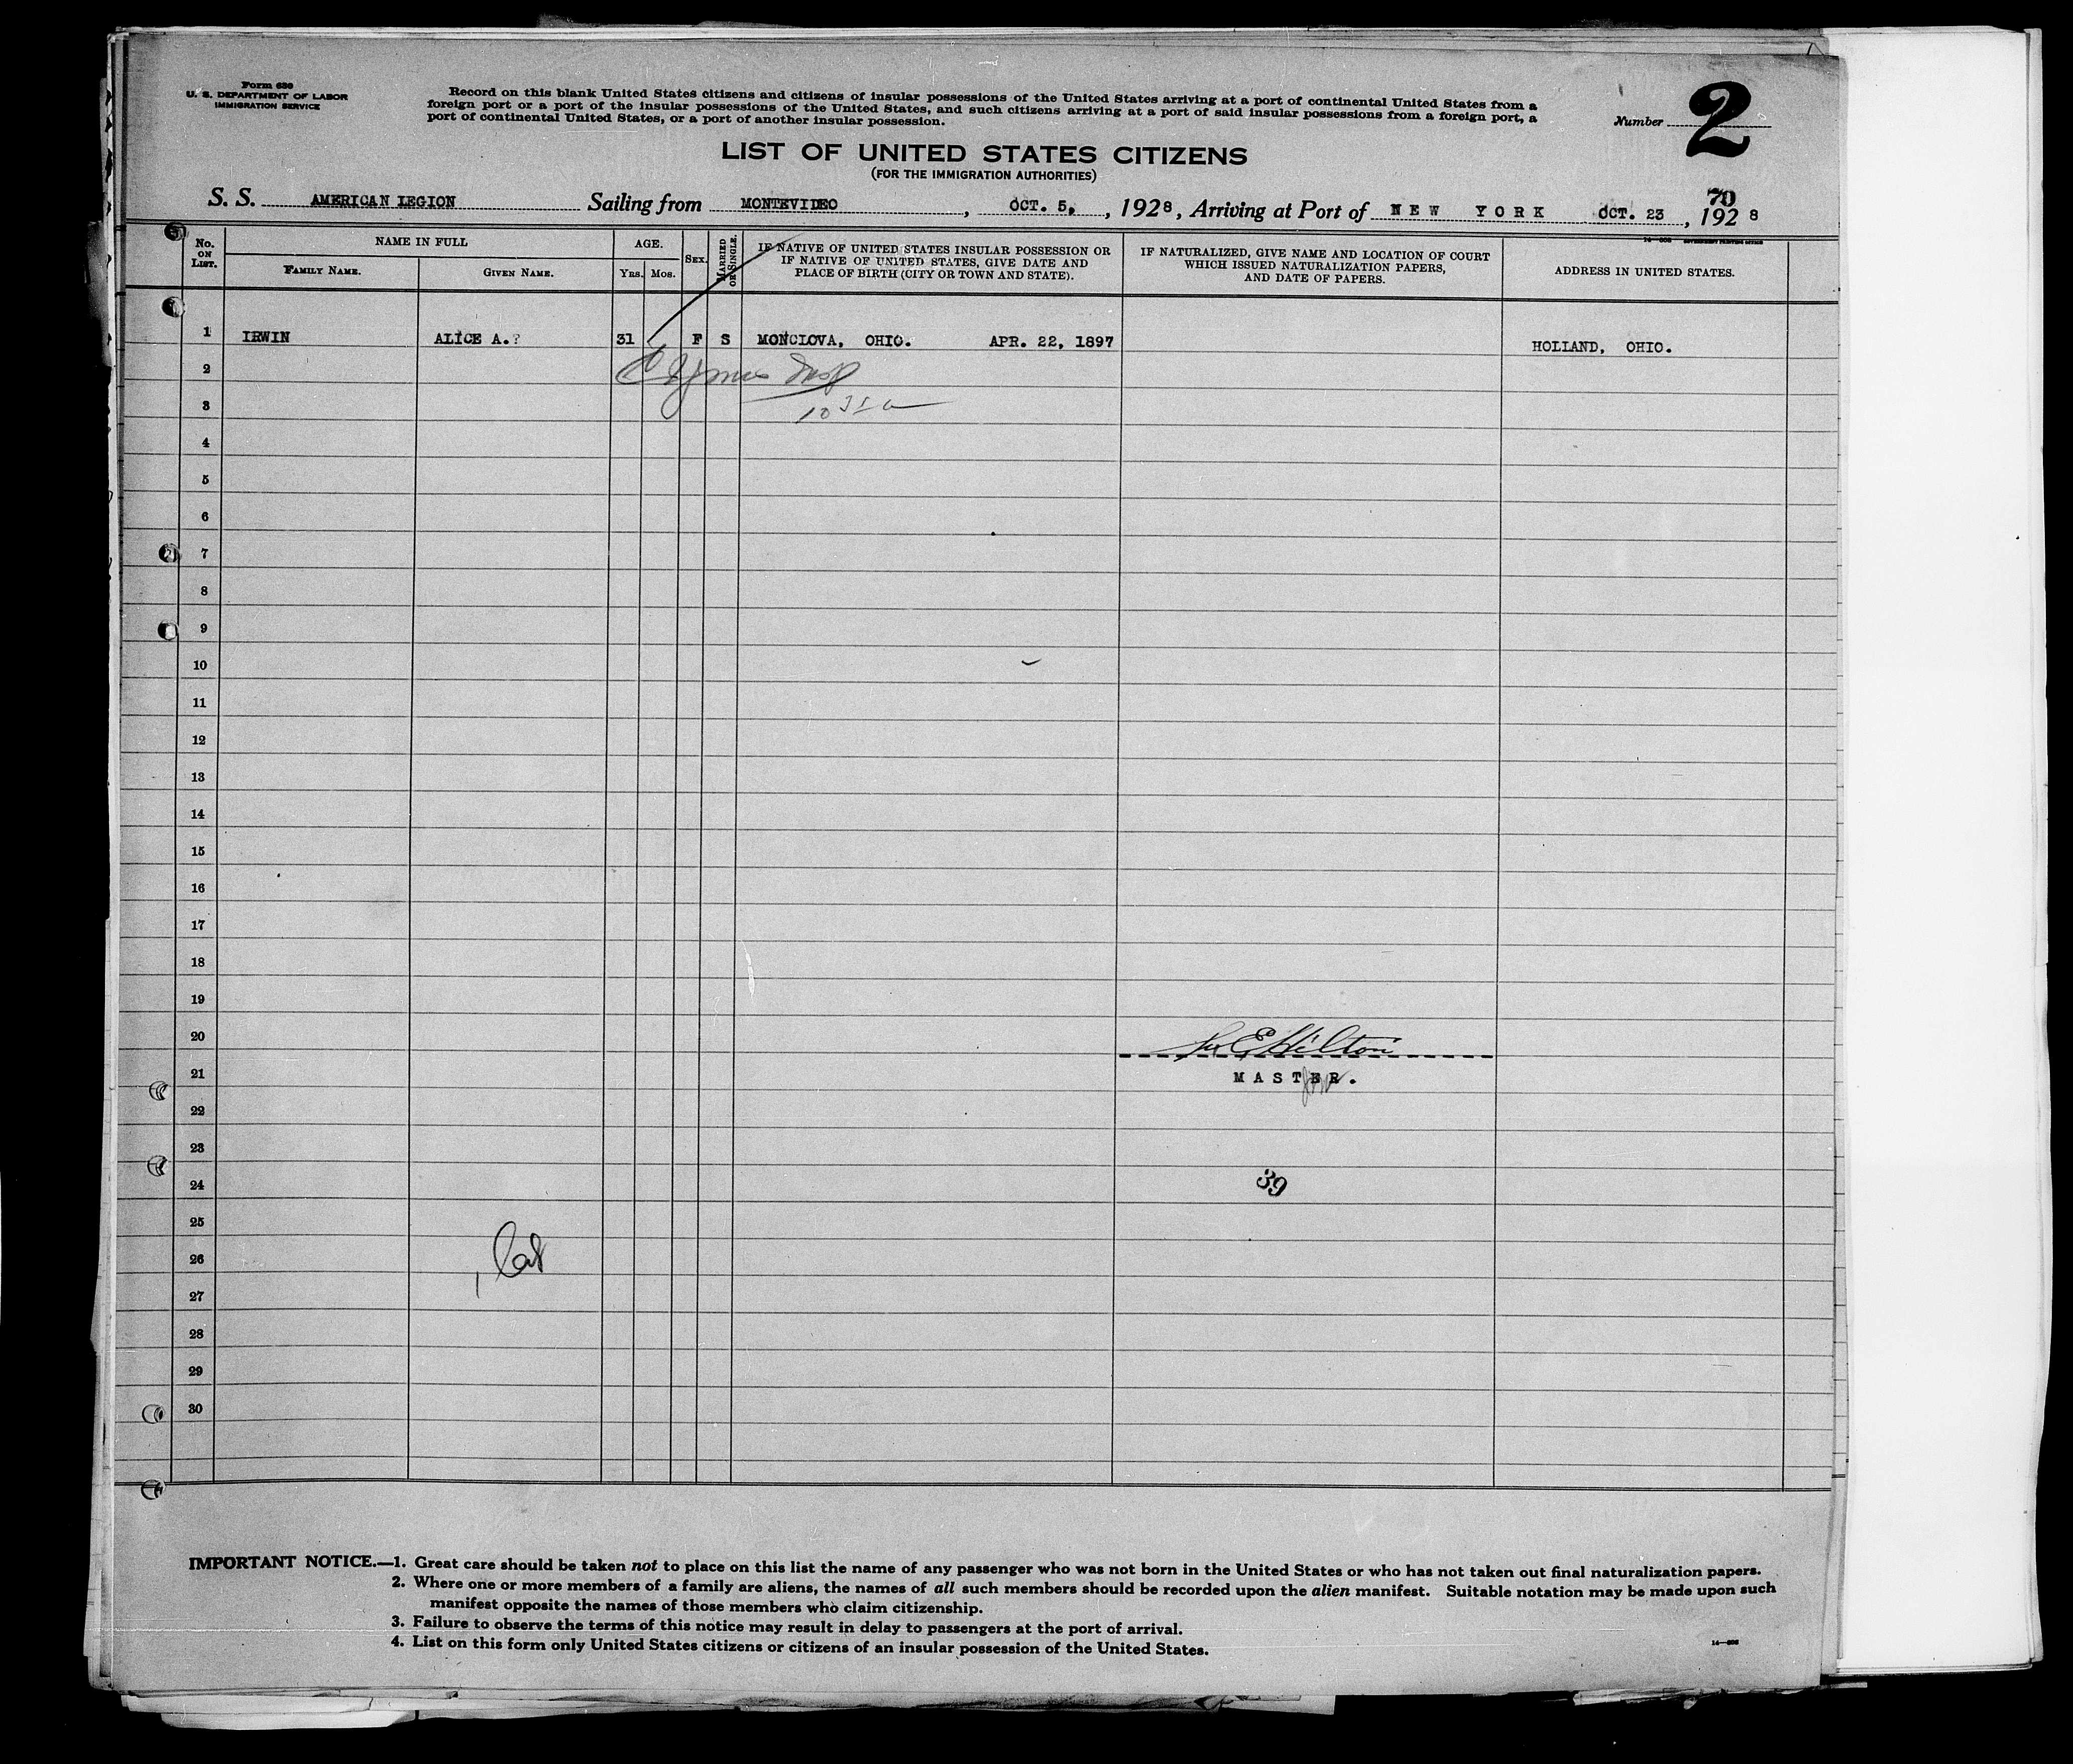 Form 630
U. S. DEPARTMENT OF LABOR
IMMIGRATION SERVICE
Record on this blank United States citizens and citizens of insular possessions of the United States arriving at a port of continental United States from a
foreign port or a port of the insular possessions of the United States, and such citizens arriving at a port of said insular possessions from a foreign port, a
port of continental United States, or a port of another insular possession.
Number 2
LIST OF UNITED STATES CITIZENS
(FOR THE IMMIGRATION AUTHORITIES)
70
S. S. AMERICAN LEGION Sailing from MONTEVIDEO, OCT. 5, , 1928, Arriving at Port of NEW YORK OCT. 23, 1928
GOVERNMENT PRINTING OFFICE
No. ON LIST.
NAME IN FULL
FAMILY NAME.
GIVEN NAME.
AGE.
Yrs. Mos.
SEX.
MARRIED OR SINGLE.
IF NATIVE OF UNITED STATES INSULAR POSSESSION OR
IF NATIVE OF UNITED STATES, GIVE DATE AND
PLACE OF BIRTH (CITY OR TOWN AND STATE).
IF NATURALIZED, GIVE NAME AND LOCATION OF COURT
WHICH ISSUED NATURALIZATION PAPERS,
AND DATE OF PAPERS.
ADDRESS IN UNITED STATES.
1 IRWIN ALICE A. 31 F S MONCLOVA, OHIO. APR. 22, 1897 HOLLAND, OHIO.
2
3
4
5
6
7
8
9
10
11
12
13
14
15
16
17
18
19
20 Hilton
21 MASTER.
22
23
24 39
25
26
27
28
29
30
IMPORTANT NOTICE.—1. Great care should be taken not to place on this list the name of any passenger who was not born in the United States or who has not taken out final naturalization papers.
2. Where one or more members of a family are aliens, the names of all such members should be recorded upon the alien manifest. Suitable notation may be made upon such
manifest opposite the names of those members who claim citizenship.
3. Failure to observe the terms of this notice may result in delay to passengers at the port of arrival.
4. List on this form only United States citizens or citizens of an insular possession of the United States.